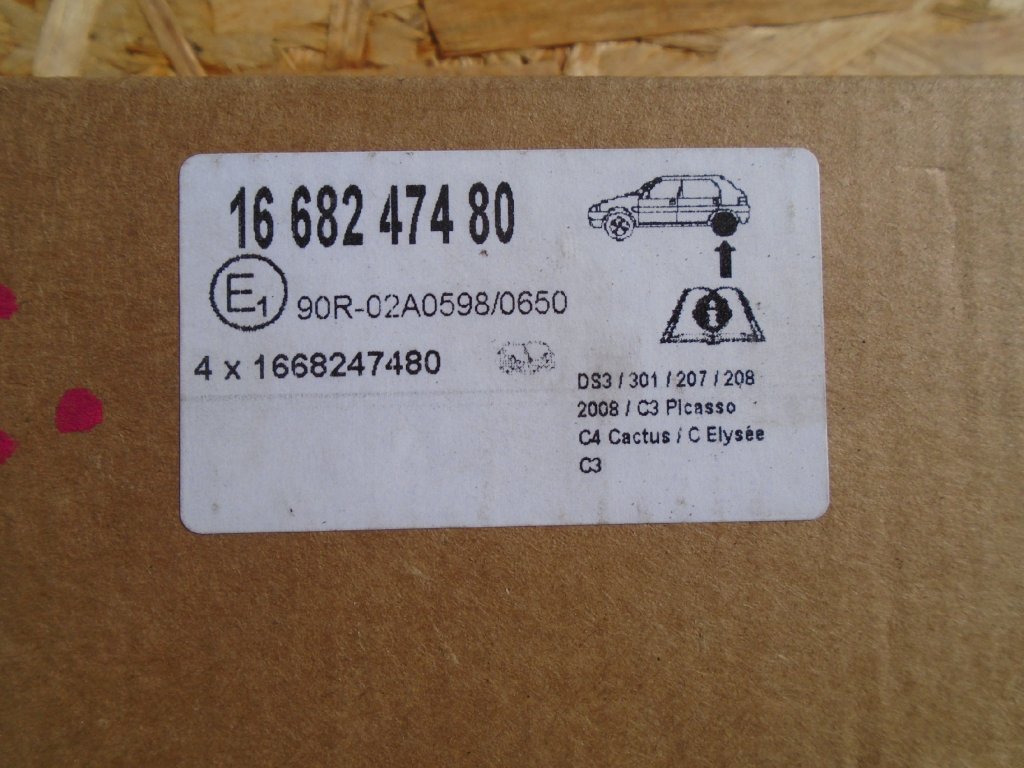 16 682 474 80
E1 90R-02A0598/0650
4 x 1668247480
i
DS3 / 301 / 207 / 208
2008 / C3 Picasso
C4 Cactus / C Elysée
C3